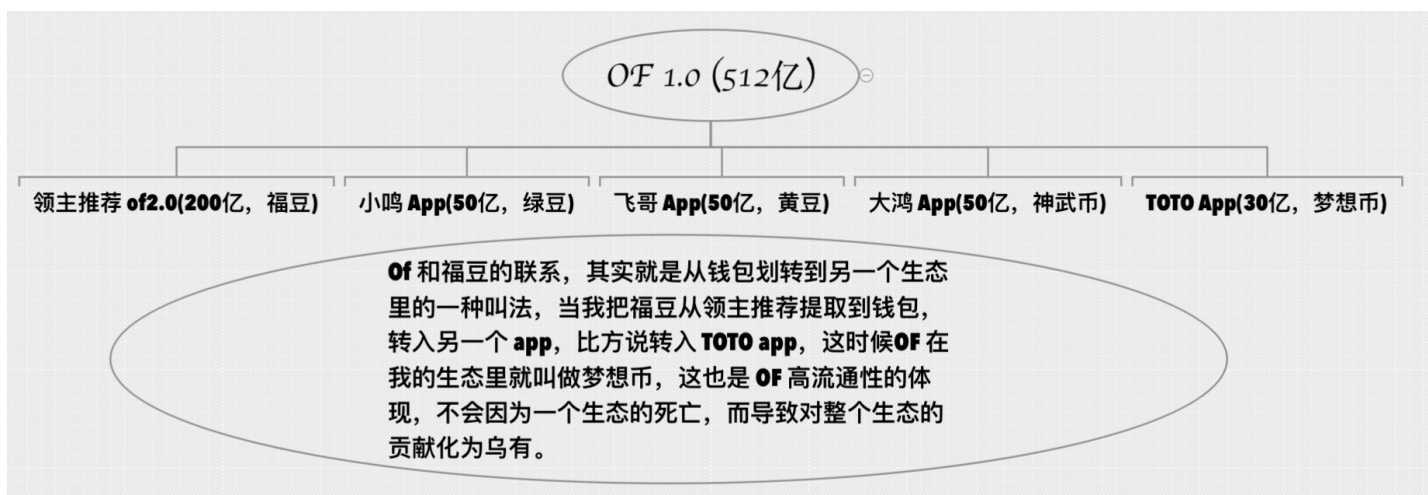 OF 1.0 (512亿)
领主推荐 of2.0(200亿，福豆)
小鸣 App(50亿，绿豆)
飞哥 App(50亿，黄豆)
大鸿 App(50亿，神武币)
TOTO App(30亿，梦想币)
Of 和福豆的联系，其实就是从钱包划转到另一个生态
里的一种叫法，当我把福豆从领主推荐提取到钱包，
转入另一个 app，比方说转入 TOTO app，这时候OF 在
我的生态里就叫做梦想币，这也是 OF 高流通性的体
现，不会因为一个生态的死亡，而导致对整个生态的
贡献化为乌有。